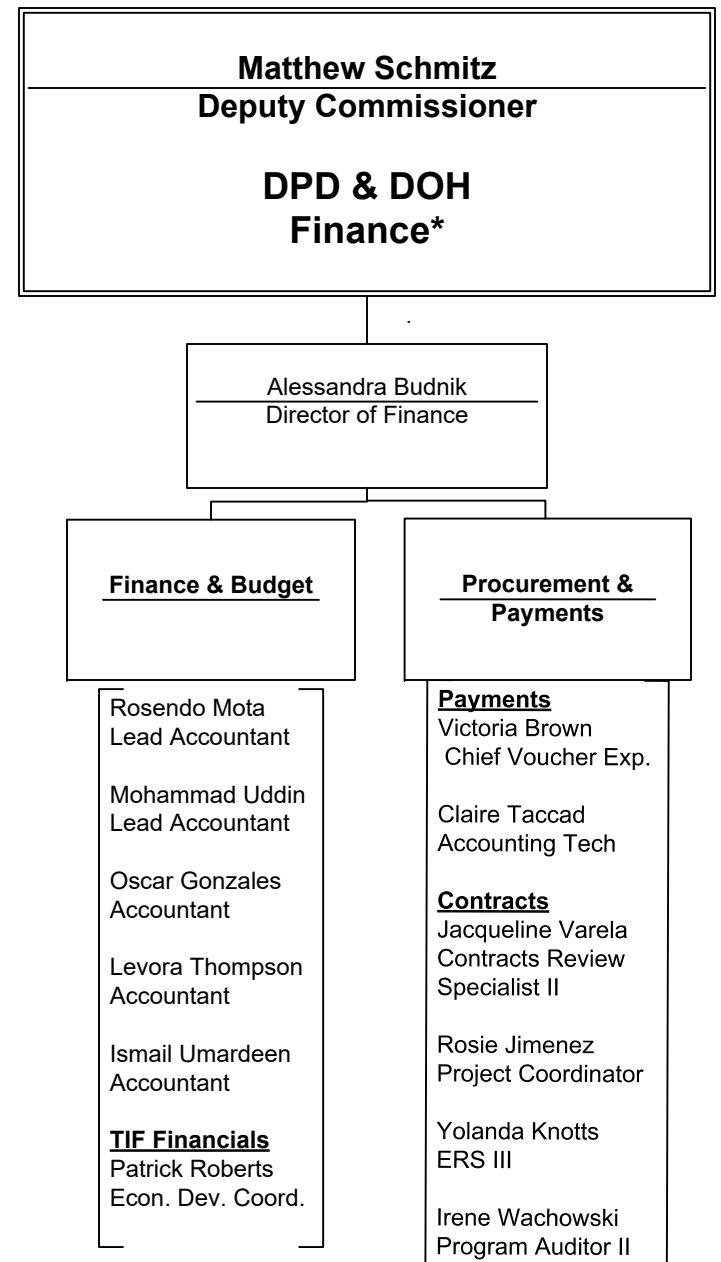 Matthew Schmitz
Deputy Commissioner
DPD & DOH
Finance*
.
Alessandra Budnik
Director of Finance
Finance & Budget
Rosendo Mota
Lead Accountant
Mohammad Uddin
Lead Accountant
Oscar Gonzales
Accountant
Levora Thompson
Accountant
Ismail Umardeen
Accountant
TIF Financials
Patrick Roberts
Econ. Dev. Coord.
Procurement &
Payments
Payments
Victoria Brown
Chief Voucher Exp.
Claire Taccad
Accounting Tech
Contracts
Jacqueline Varela
Contracts Review
Specialist II
Rosie Jimenez
Project Coordinator
Yolanda Knotts
ERS III
Irene Wachowski
Program Auditor II